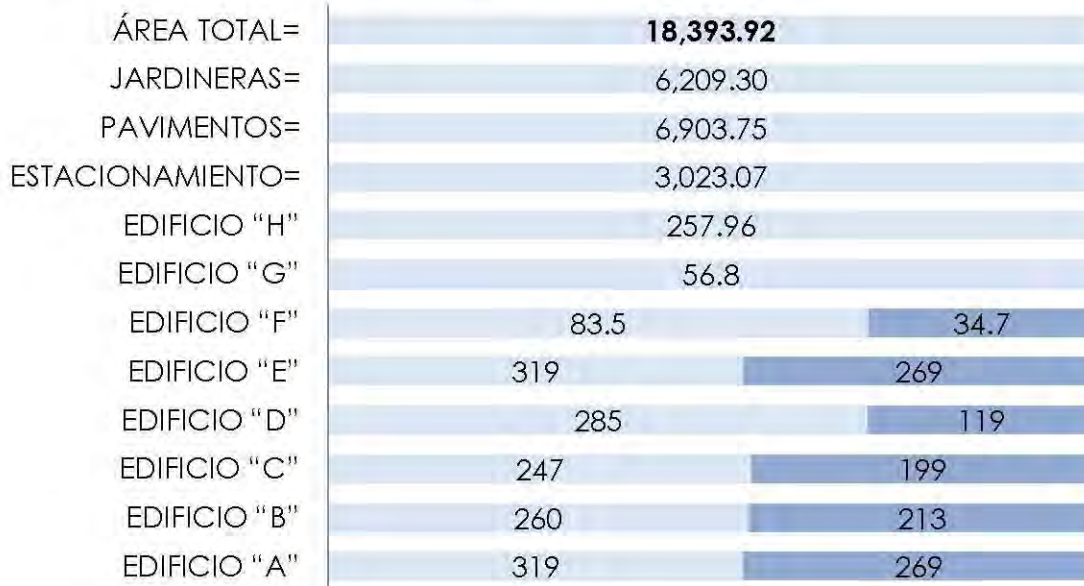 ÁREA TOTAL= 18,393.92
JARDINERAS= 6,209.30
PAVIMENTOS= 6,903.75
ESTACIONAMIENTO= 3,023.07
EDIFICIO “H” 257.96
EDIFICIO “G” 56.8
EDIFICIO “F” 83.5 34.7
EDIFICIO “E” 319 269
EDIFICIO “D” 285 119
EDIFICIO “C” 247 199
EDIFICIO “B” 260 213
EDIFICIO “A” 319 269